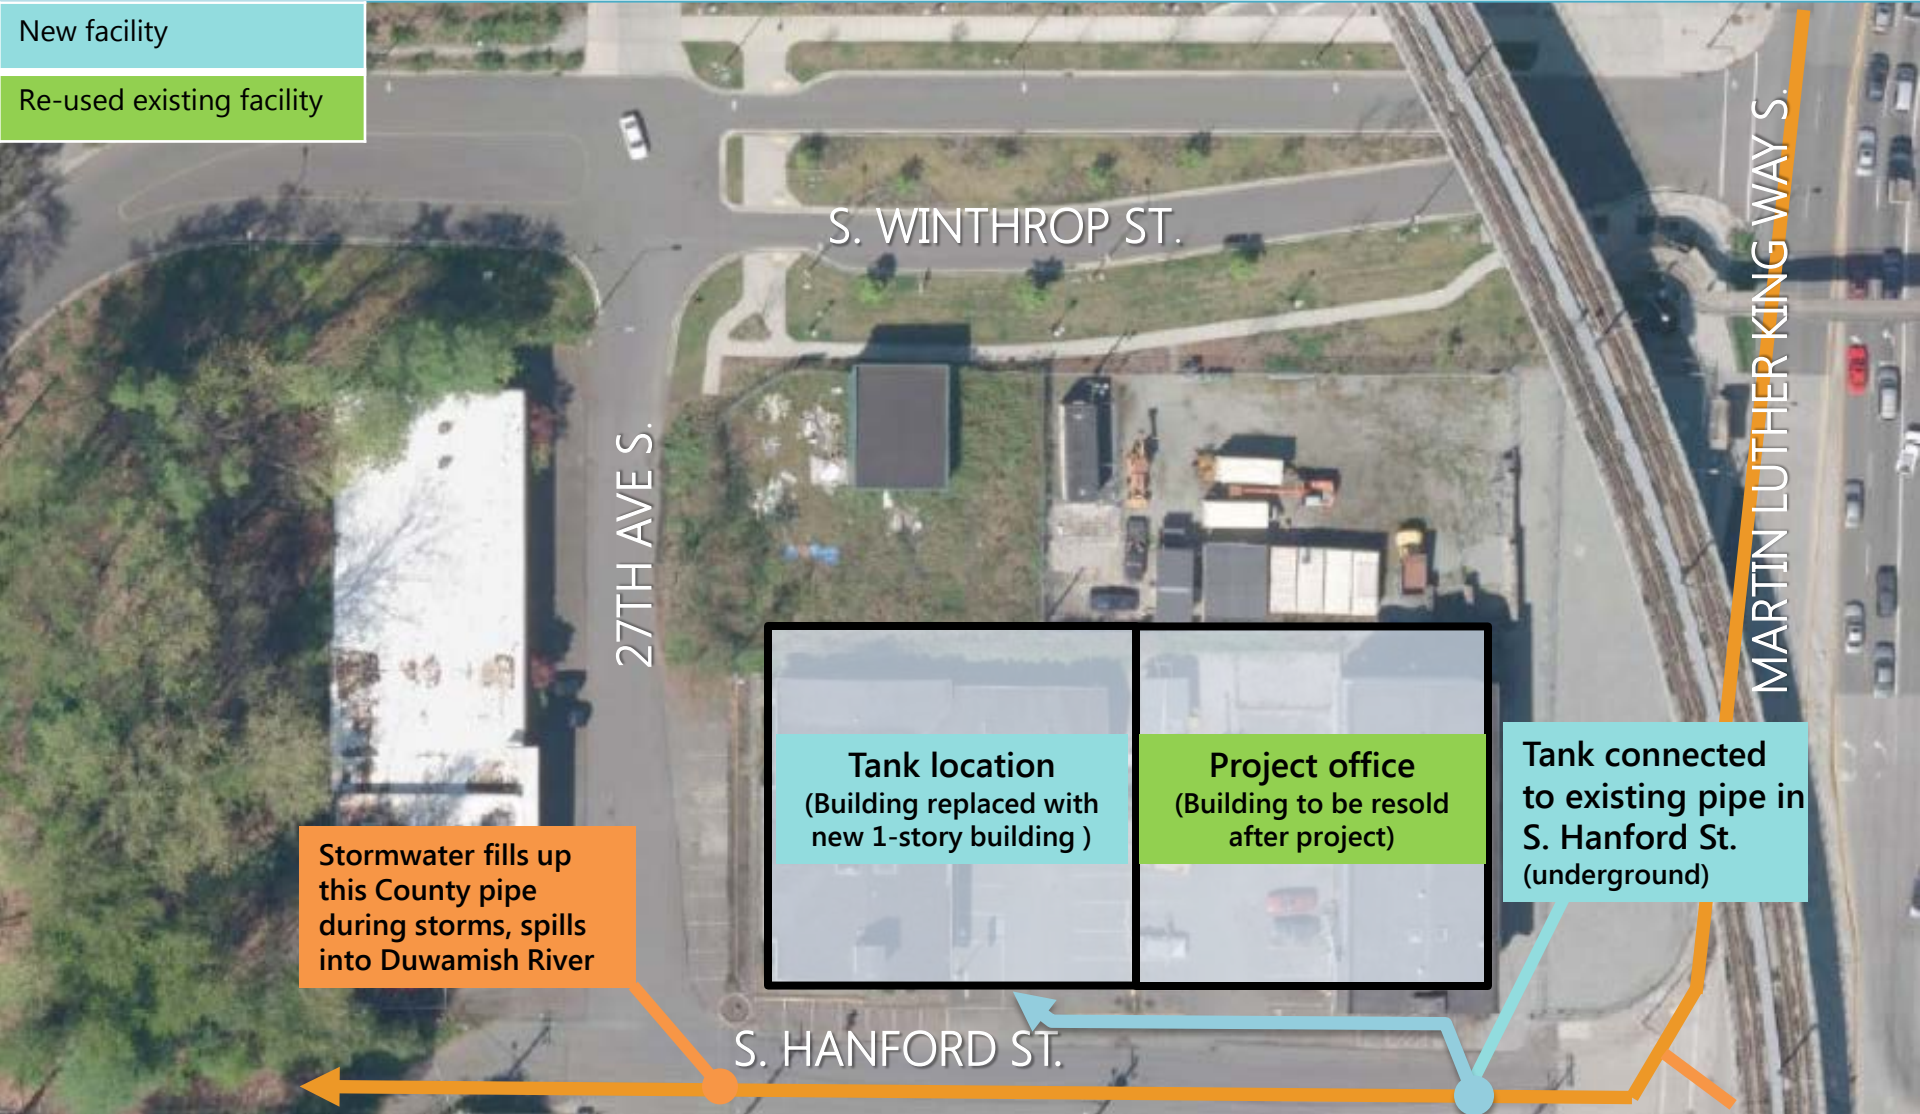 New facility
Re-used existing facility
S. WINTHROP ST.
MARTIN LUTHER KING WAY S.
27TH AVE S.
Tank location
(Building replaced with
new 1-story building )
Project office
(Building to be resold
after project)
Tank connected
to existing pipe in
S. Hanford St.
(underground)
Stormwater fills up
this County pipe
during storms, spills
into Duwamish River
S. HANFORD ST.